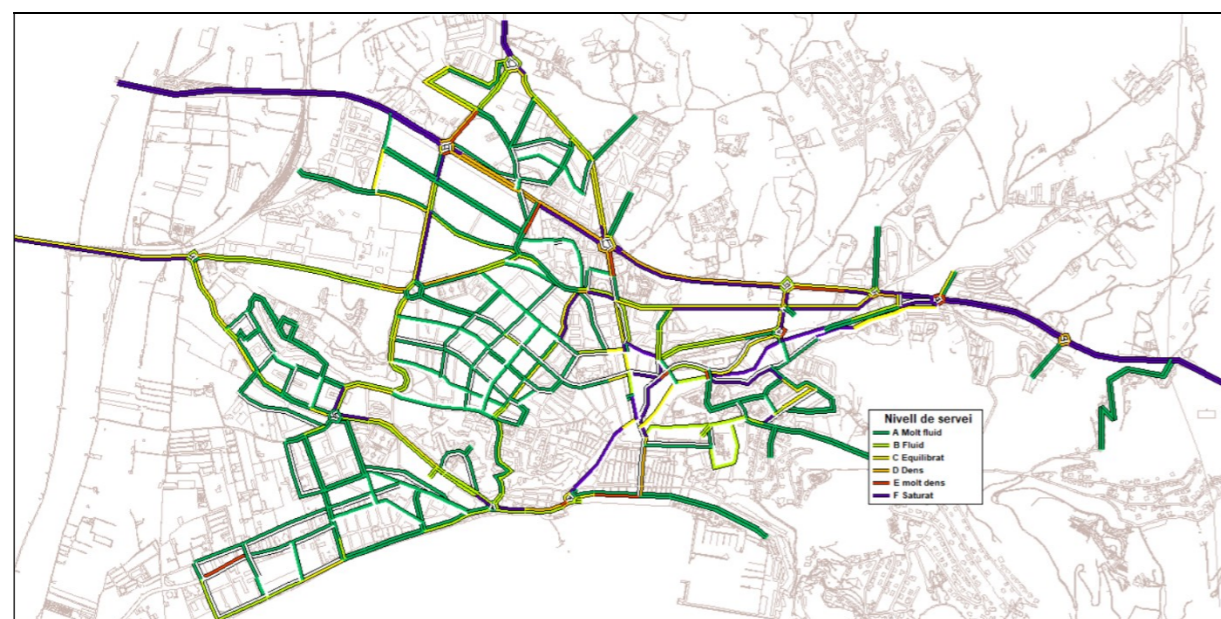 Nivell de servei
A Molt fluid
B Fluid
C Equilibrat
D Dens
E molt dens
F Saturat